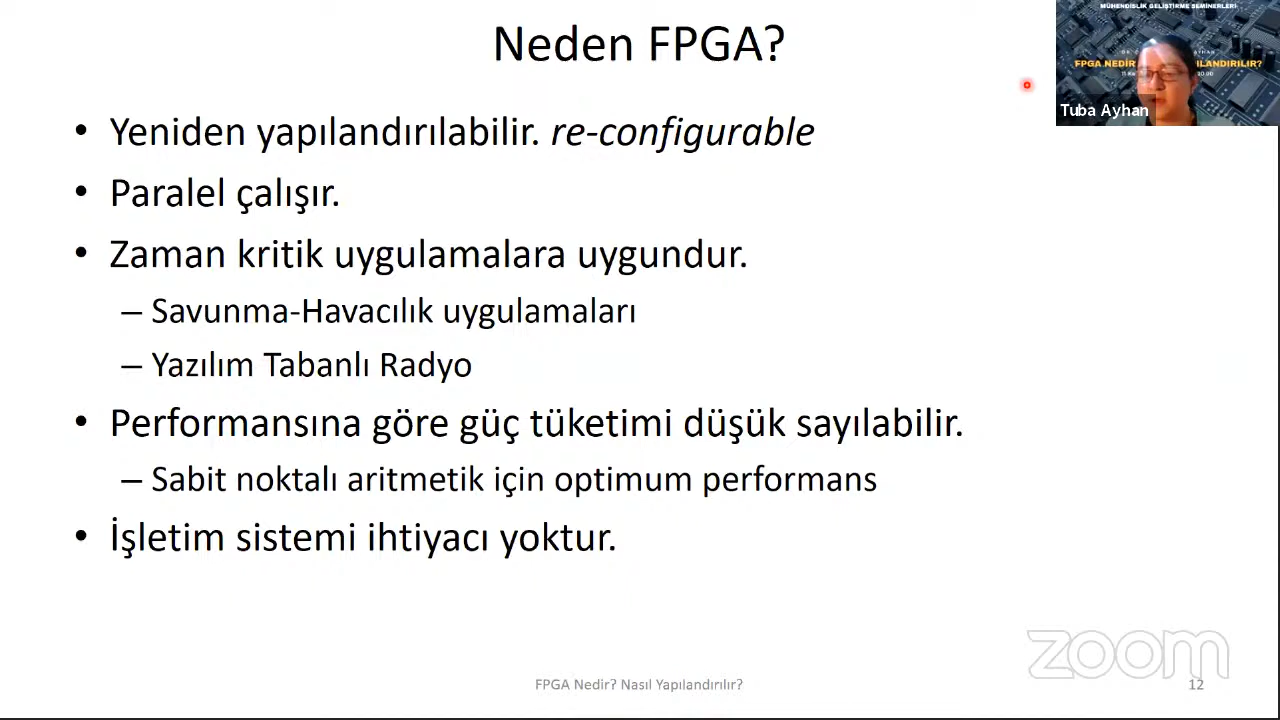 Neden FPGA?
MÜHENDİSLİK GELİŞTİRME SEMİNERLERİ
AYHAN
FPGA NEDİR
ILANDIRILIR?
Tuba Ayhan
• Yeniden yapılandırılabilir. re-configurable
• Paralel çalışır.
• Zaman kritik uygulamalara uygundur.
– Savunma-Havacılık uygulamaları
– Yazılım Tabanlı Radyo
• Performansına göre güç tüketimi düşük sayılabilir.
– Sabit noktalı aritmetik için optimum performans
• İşletim sistemi ihtiyacı yoktur.
zoom
FPGA Nedir? Nasıl Yapılandırılır?
12